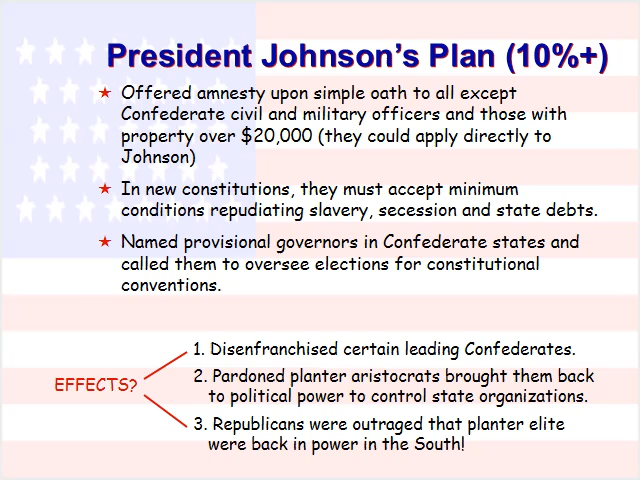 President Johnson's Plan (10%+)
★ Offered amnesty upon simple oath to all except
Confederate civil and military officers and those with
property over $20,000 (they could apply directly to
Johnson)
★ In new constitutions, they must accept minimum
conditions repudiating slavery, secession and state debts.
★ Named provisional governors in Confederate states and
called them to oversee elections for constitutional
conventions.
EFFECTS?
1. Disenfranchised certain leading Confederates.
2. Pardoned planter aristocrats brought them back
to political power to control state organizations.
3. Republicans were outraged that planter elite
were back in power in the South!